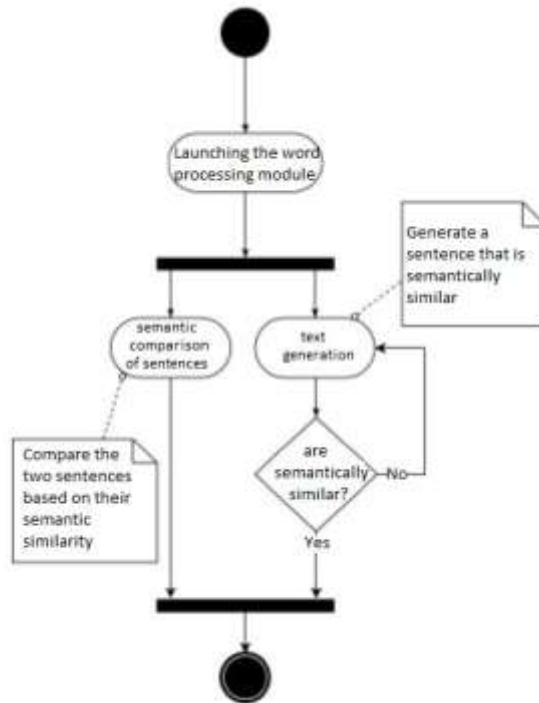 Launching the word
processing module
Generate a
sentence that is
semantically
similar
semantic
comparison
of sentences
text
generation
Compare the
two sentences
based on their
semantic
similarity
are
semantically
similar?
No
Yes